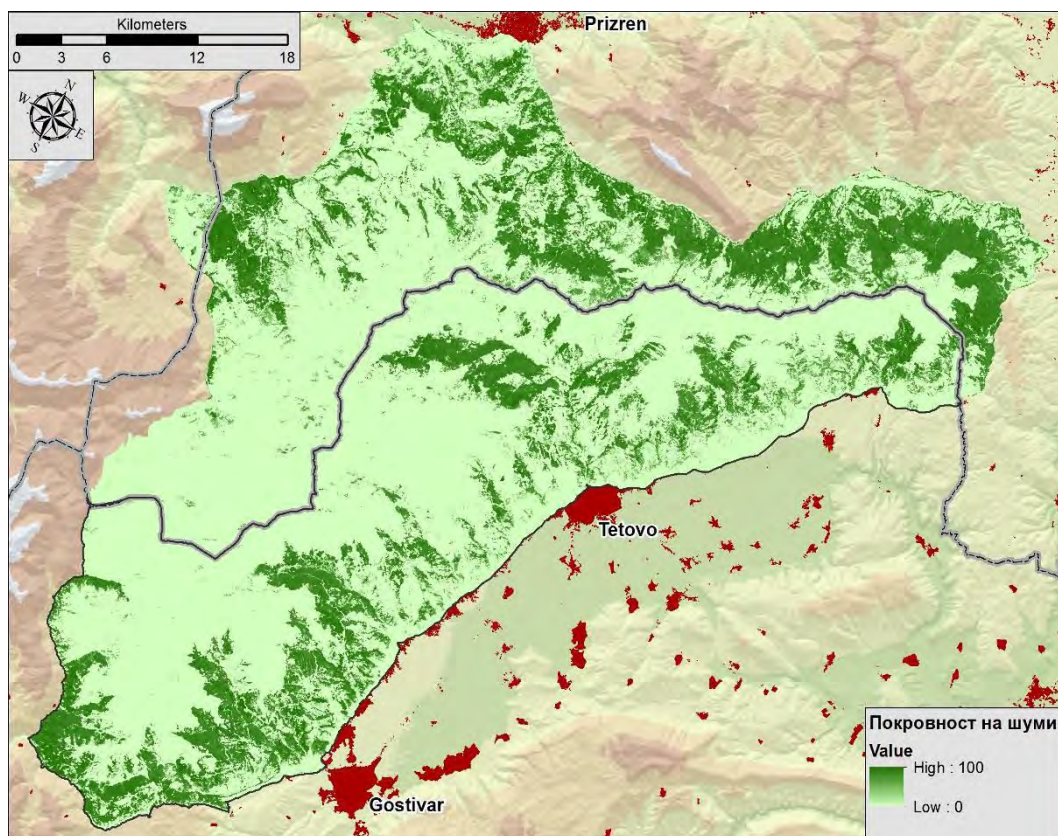 Kilometers
0 3 6 12 18
N
W
E
S
Prizren
Tetovo
Gostivar
Покровност на шуми
Value
High : 100
Low : 0